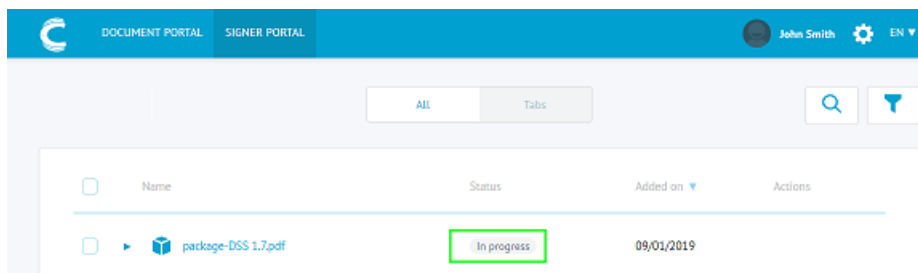 DOCUMENT PORTAL SIGNER PORTAL John Smith EN
All Tabs
Name Status Added on Actions
package-DSS 1.7.pdf In progress 09/01/2019